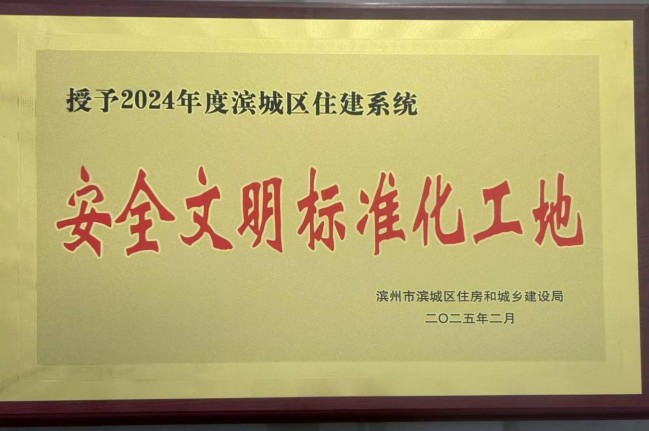 授予2024年度滨城区住建系统
安全文明标准化工地
滨州市滨城区住房和城乡建设局
二〇二五年二月